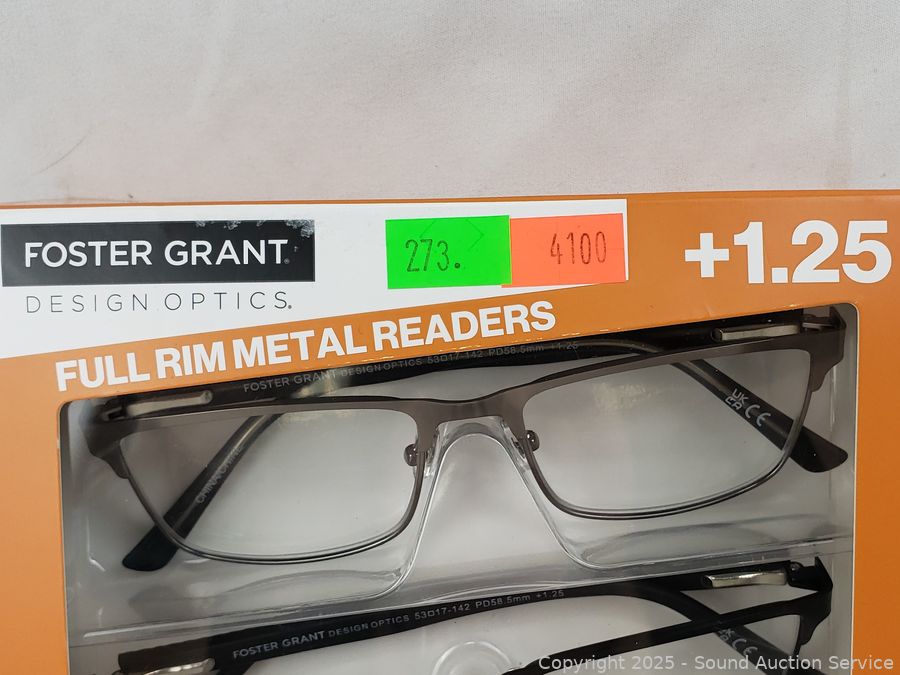 FOSTER GRANT
DESIGN OPTICS.
273.
4100
+1.25
FULL RIM METAL READERS
FOSTER GRANT DESIGN OPTICS 53□17-142 PD58.5mm +1.25
UK
CA CE
CHINA/CHINE
FOSTER GRANT DESIGN OPTICS 53□17-142 PD58.5mm +1.25
Copyright 2025 - Sound Auction Service